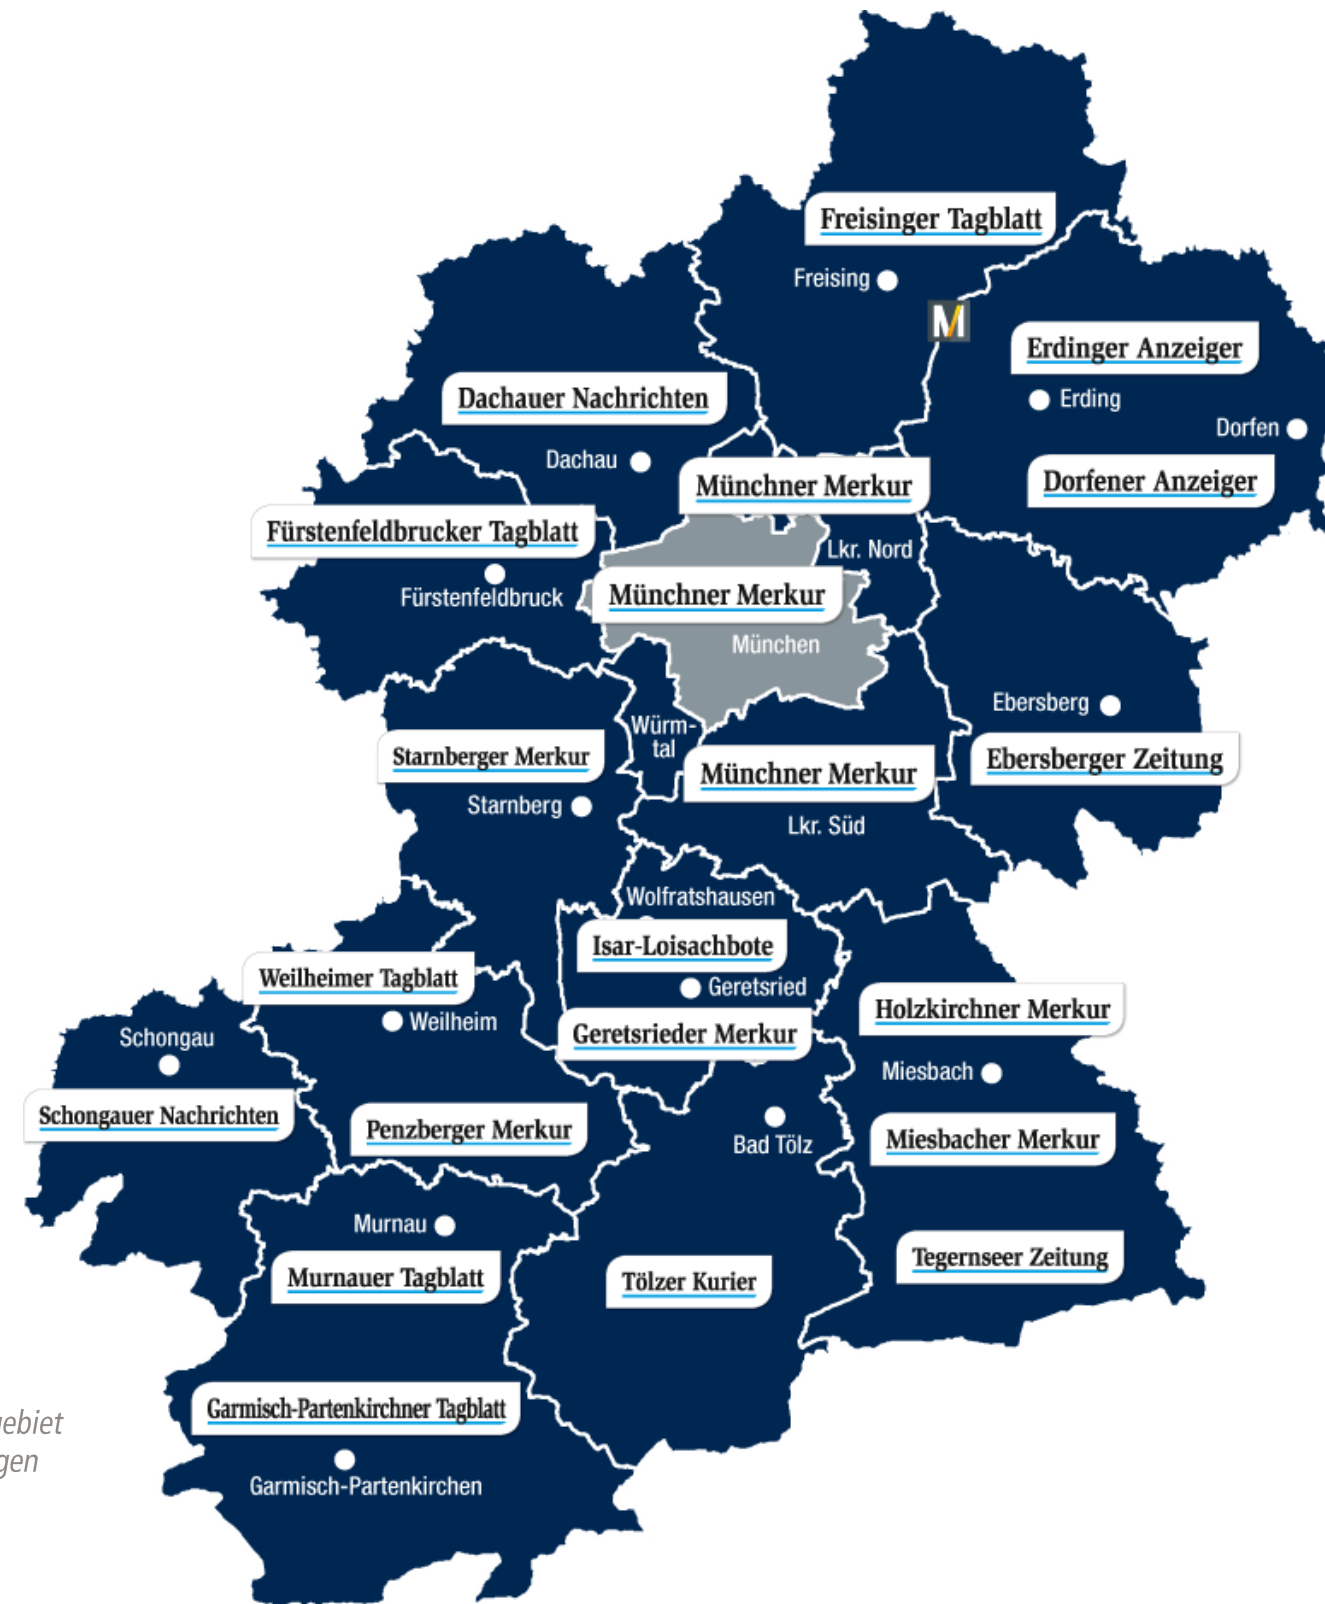 Freisinger Tagblatt
Freising
M
Erdinger Anzeiger
Erding
Dorfen
Dachauer Nachrichten
Dachau
Münchner Merkur
Dorfener Anzeiger
Fürstenfeldbrucker Tagblatt
Lkr. Nord
Fürstenfeldbruck
Münchner Merkur
München
Ebersberg
Würm-
tal
Starnberger Merkur
Ebersberger Zeitung
Münchner Merkur
Starnberg
Lkr. Süd
Wolfratshausen
Isar-Loisachbote
Weilheimer Tagblatt
Geretsried
Holzkirchner Merkur
Weilheim
Geretsrieder Merkur
Schongau
Miesbach
Schongauer Nachrichten
Penzberger Merkur
Bad Tölz
Miesbacher Merkur
Murnau
Tegernseer Zeitung
Murnauer Tagblatt
Tölzer Kurier
Garmisch-Partenkirchner Tagblatt
gebiet
gen
Garmisch-Partenkirchen